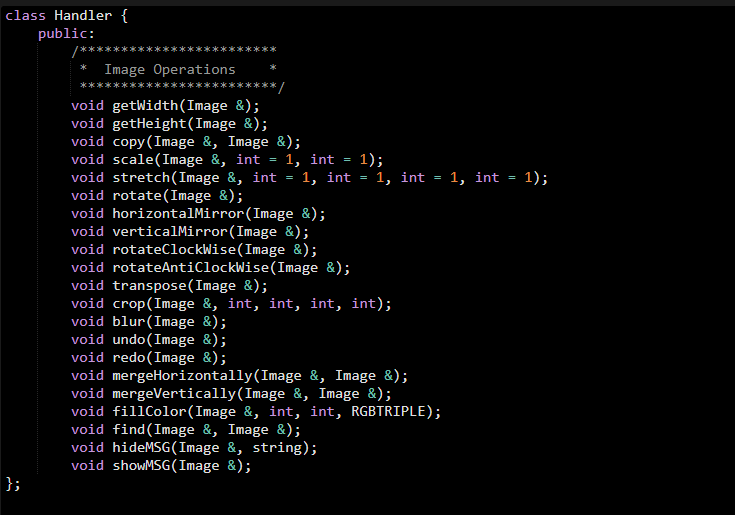 class Handler {
    public:
        /************************
         *  Image Operations    *
         ************************/
        void getWidth(Image &);
        void getHeight(Image &);
        void copy(Image &, Image &);
        void scale(Image &, int = 1, int = 1);
        void stretch(Image &, int = 1, int = 1, int = 1, int = 1);
        void rotate(Image &);
        void horizontalMirror(Image &);
        void verticalMirror(Image &);
        void rotateClockWise(Image &);
        void rotateAntiClockWise(Image &);
        void transpose(Image &);
        void crop(Image &, int, int, int, int);
        void blur(Image &);
        void undo(Image &);
        void redo(Image &);
        void mergeHorizontally(Image &, Image &);
        void mergeVertically(Image &, Image &);
        void fillColor(Image &, int, int, RGBTRIPLE);
        void find(Image &, Image &);
        void hideMSG(Image &, string);
        void showMSG(Image &);
};